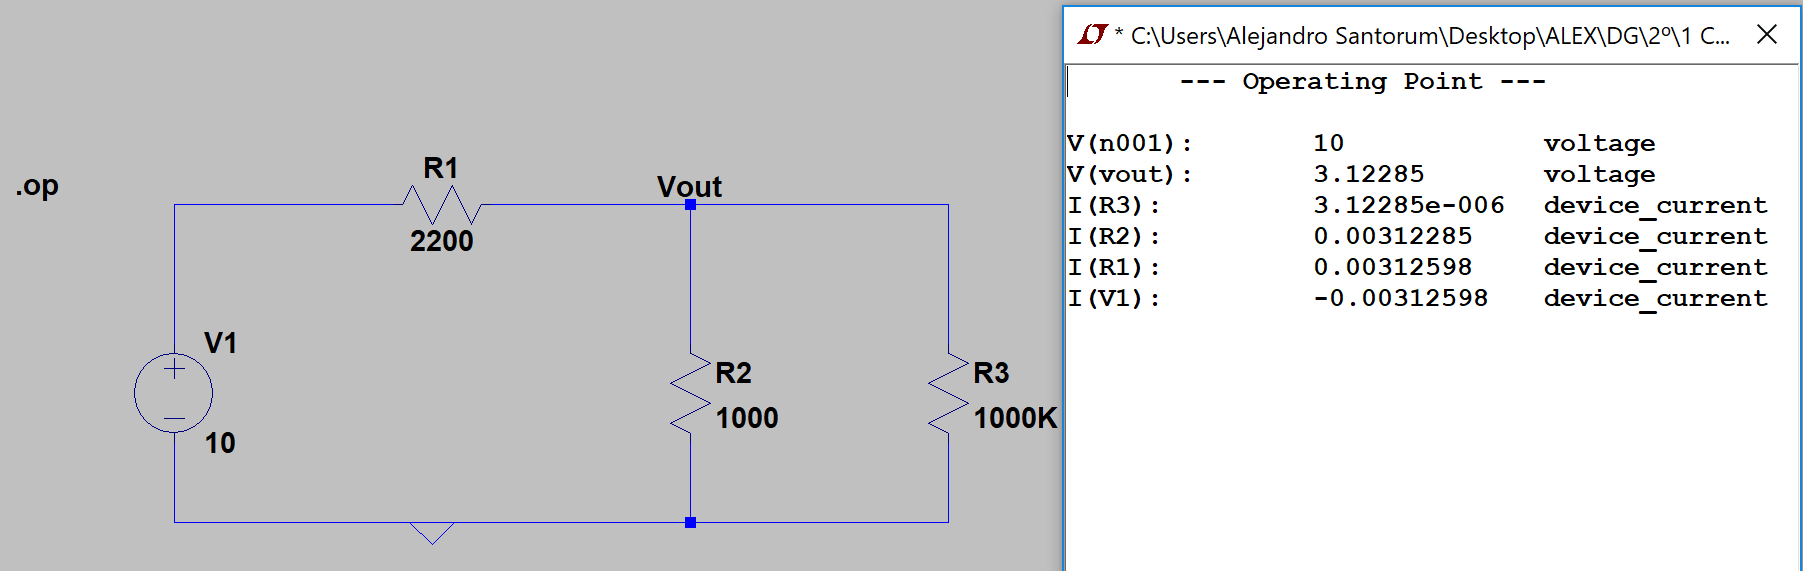 .op
R1
2200
Vout
V1
10
R2
1000
R3
1000K
* C:\Users\Alejandro Santorum\Desktop\ALEX\DG\2º\1 C...
--- Operating Point ---
V(n001): 10 voltage
V(vout): 3.12285 voltage
I(R3): 3.12285e-006 device_current
I(R2): 0.00312285 device_current
I(R1): 0.00312598 device_current
I(V1): -0.00312598 device_current